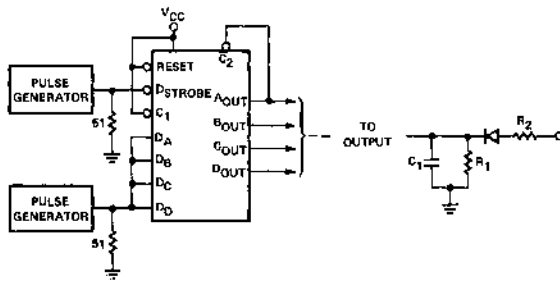 VCC
C2
RESET
PULSE
GENERATOR
DSTROBE
AOUT
C1
51
BOUT
DA
TO
OUTPUT
R2
DB
COUT
C1
R1
DC
DOUT
PULSE
GENERATOR
DD
51